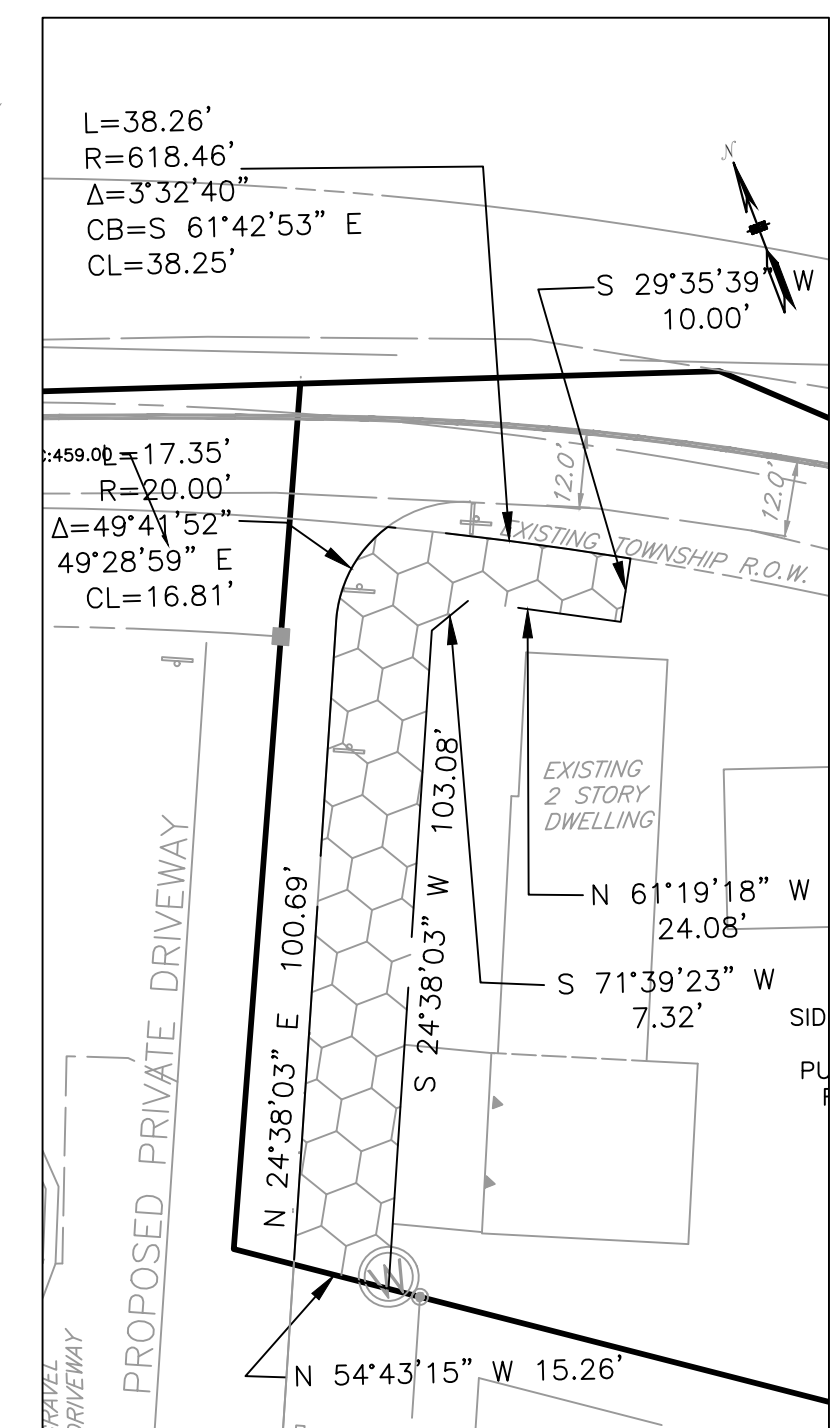 L=38.26'
R=618.46'
Δ=3°32'40"
CB=S 61°42'53" E
CL=38.25'
N
S 29°35'39" W
10.00'
:459.00
L=17.35'
R=20.00'
Δ=49°41'52"
49°28'59" E
CL=16.81'
12.0'
12.0'
EXISTING TOWNSHIP R.O.W.
EXISTING
2 STORY
DWELLING
N 61°19'18" W
24.08'
S 71°39'23" W
7.32'
SID
PU
N 24°38'03" E 100.69'
S 24°38'03" W 103.08'
PROPOSED PRIVATE DRIVEWAY
W
N 54°43'15" W 15.26'
RAVEL
DRIVEWAY